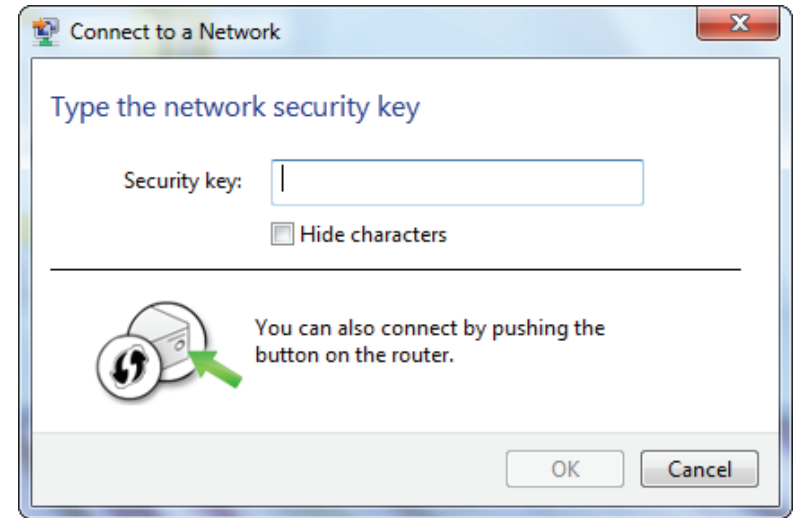 Connect to a Network
Type the network security key
Security key:
Hide characters
You can also connect by pushing the
button on the router.
OK
Cancel